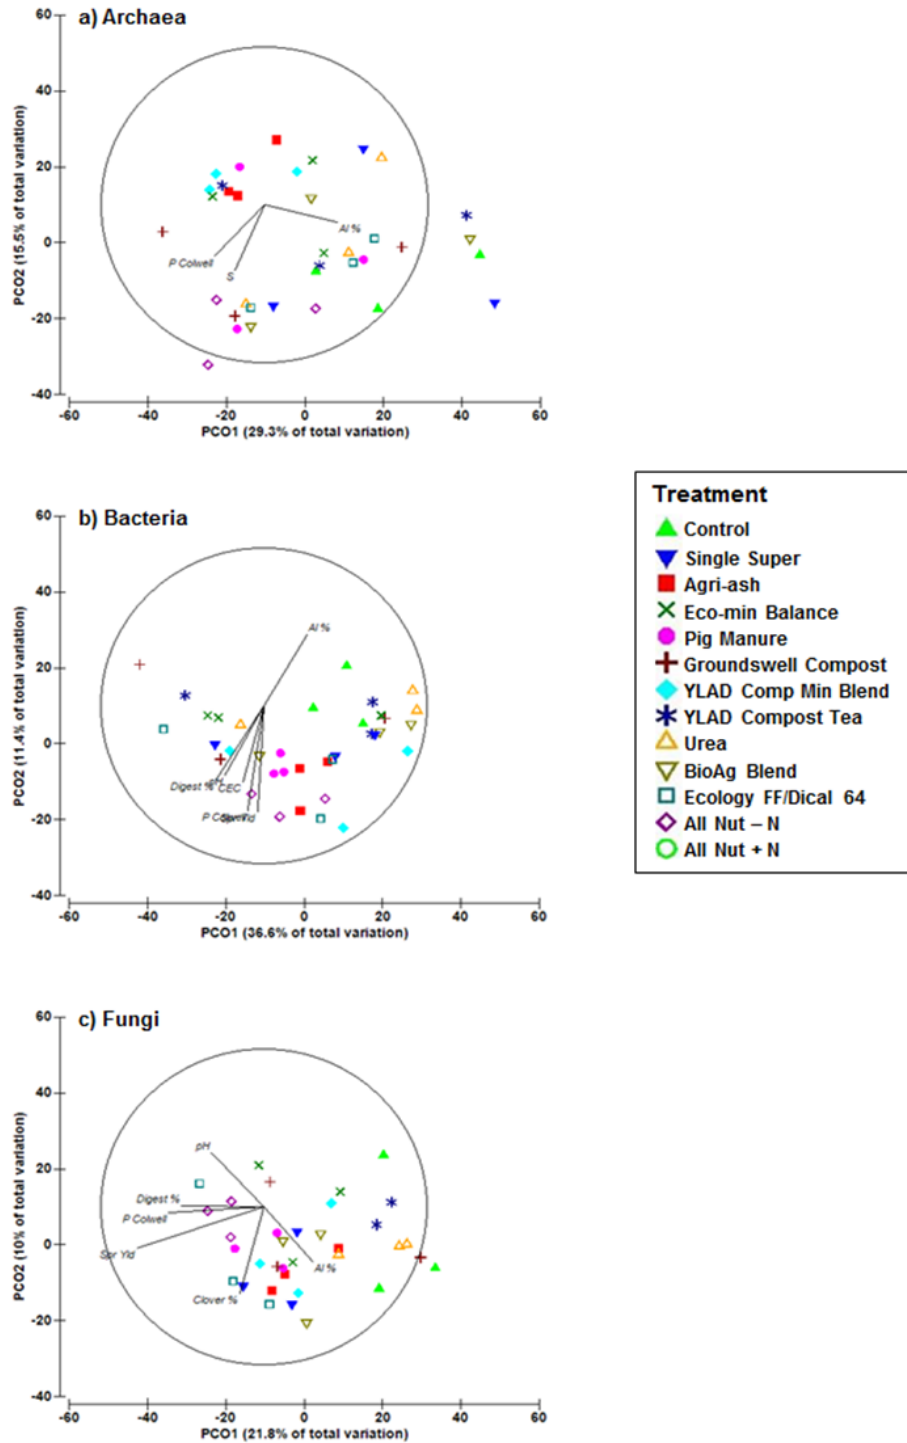 a) Archaea
60
40
20
0
-20
-40
PCO2 (15.5% of total variation)
Al %
P Colwell
S
-60 -40 -20 0 20 40 60
PCO1 (29.3% of total variation)
b) Bacteria
60
40
20
0
-20
-40
PCO2 (11.4% of total variation)
Al %
pH
Digest %
CEC
P Colwell
-60 -40 -20 0 20 40 60
PCO1 (36.6% of total variation)
Treatment
Control
Single Super
Agri-ash
Eco-min Balance
Pig Manure
Groundswell Compost
YLAD Comp Min Blend
YLAD Compost Tea
Urea
BioAg Blend
Ecology FF/Dical 64
All Nut – N
All Nut + N
c) Fungi
60
40
20
0
-20
-40
PCO2 (10% of total variation)
pH
Digest %
P Colwell
Spr Yld
Al %
Clover %
-60 -40 -20 0 20 40 60
PCO1 (21.8% of total variation)